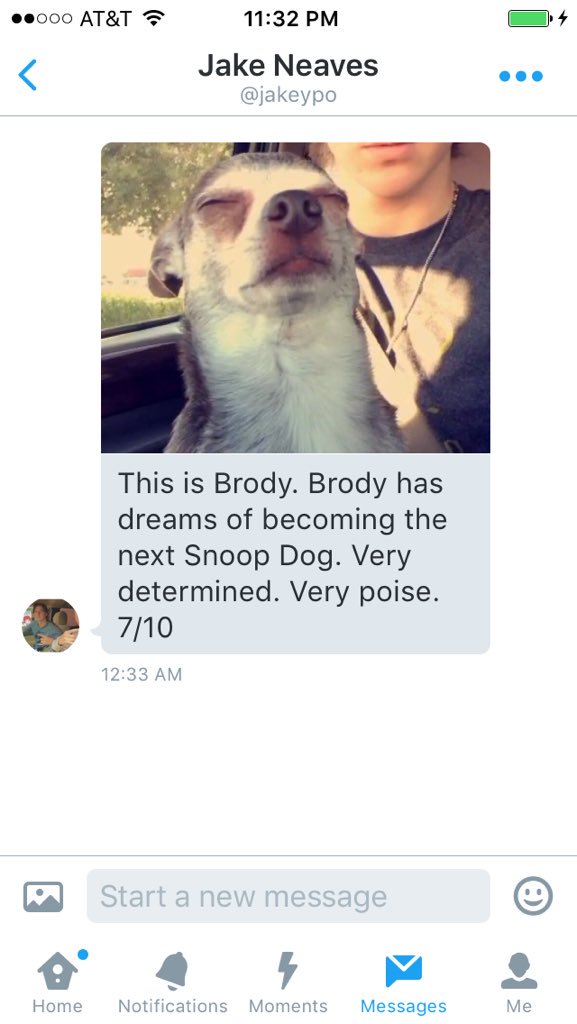 AT&T 11:32 PM
Jake Neaves
@jakeypo
This is Brody. Brody has
dreams of becoming the
next Snoop Dog. Very
determined. Very poise.
7/10
12:33 AM
Start a new message
Home Notifications Moments Messages Me